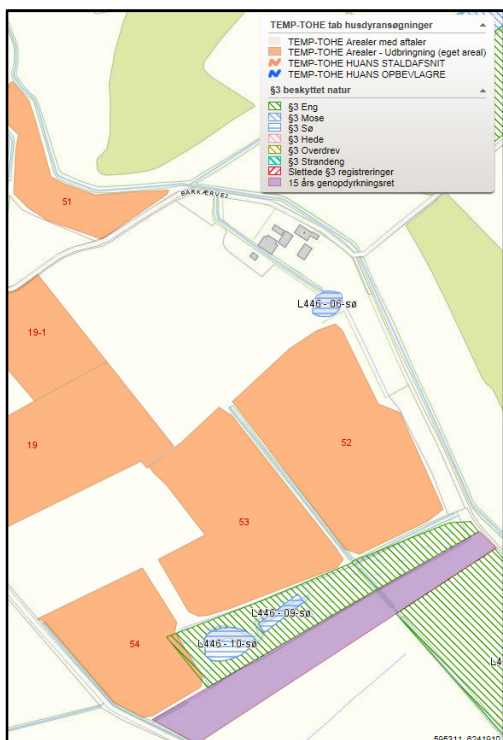 TEMP-TOHE tab husdyransøgninger
TEMP-TOHE Arealer med aftaler
TEMP-TOHE Arealer - Udbringning (eget areal)
TEMP-TOHE HUANS STALDAFSNIT
TEMP-TOHE HUANS OPBEVLAGRE
§3 beskyttet natur
§3 Eng
§3 Mose
§3 Sø
§3 Hede
§3 Overdrev
§3 Strandeng
Slettede §3 registreringer
15 års genopdyrkningsret
51
BARKÆRVEJ
L446 - 06-sø
19-1
19
52
53
L446 - 09-sø
L446 - 10-sø
54
595311, 6241910